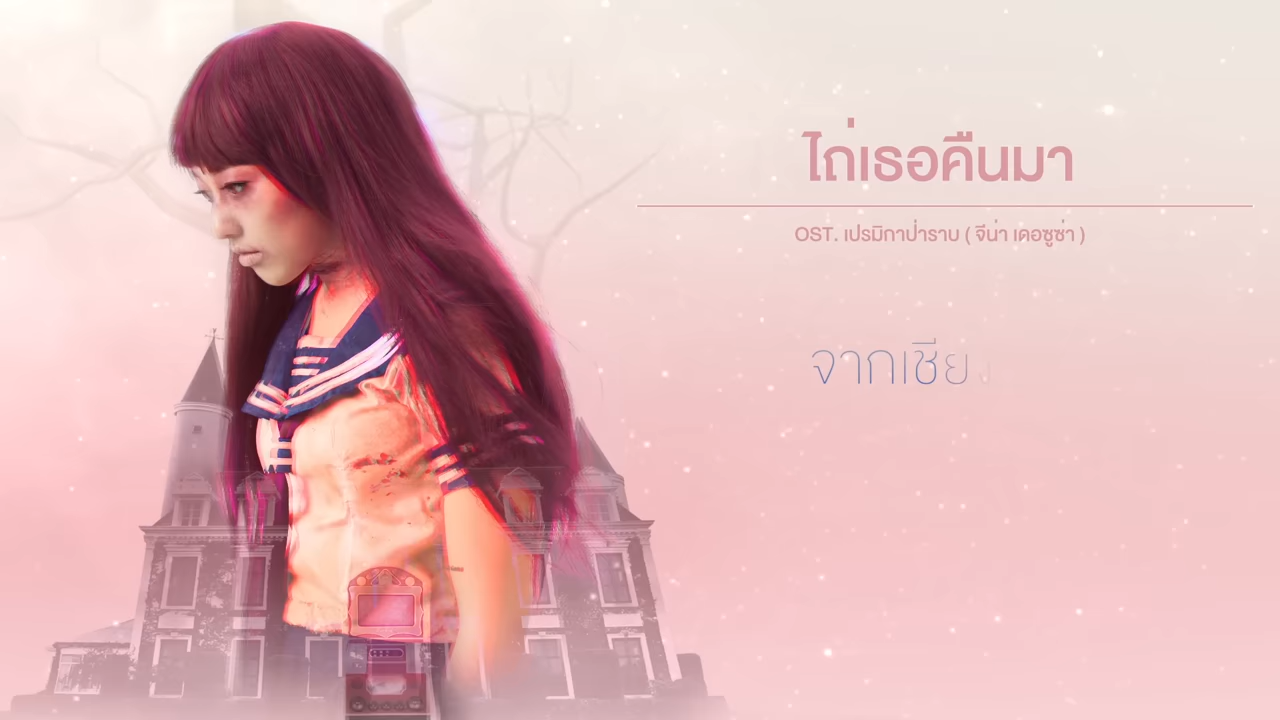 ไถ่เธอคืนมา
OST. เปรมิกาป่าราบ ( จีน่า เดอซูซ่า )
จากเชีย